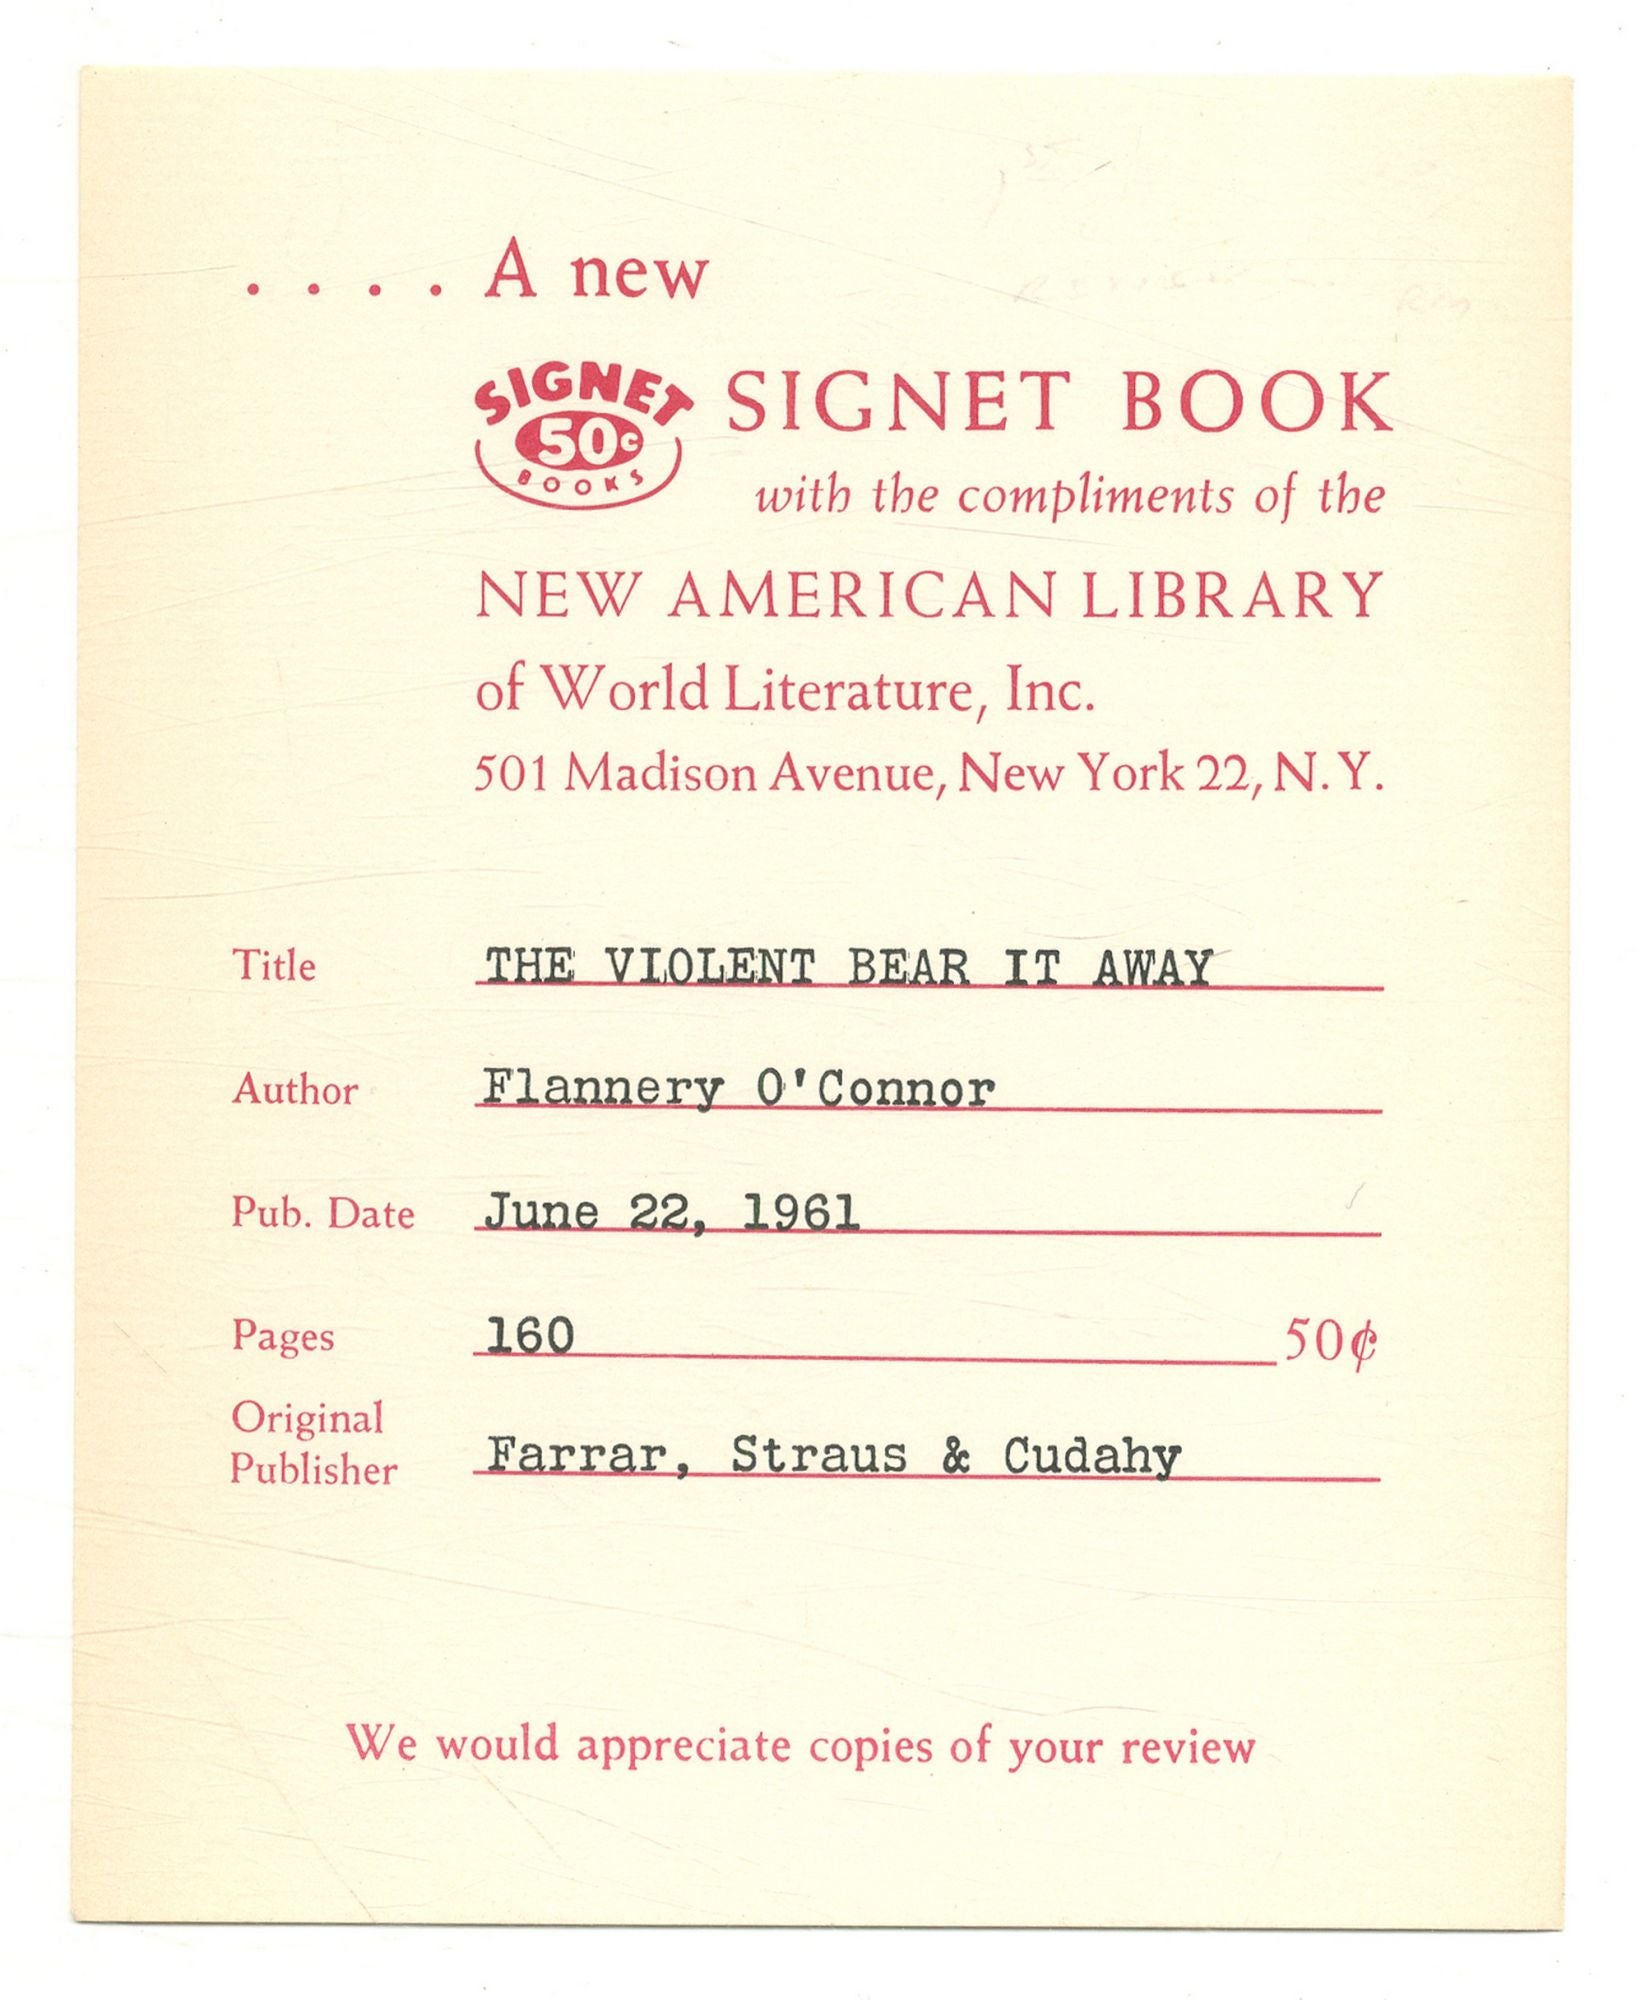 . . . . A new
SIGNET 50c BOOKS
SIGNET BOOK
with the compliments of the
NEW AMERICAN LIBRARY
of World Literature, Inc.
501 Madison Avenue, New York 22, N. Y.
Title THE VIOLENT BEAR IT AWAY
Author Flannery O'Connor
Pub. Date June 22, 1961
Pages 160 50¢
Original
Publisher Farrar, Straus & Cudahy
We would appreciate copies of your review